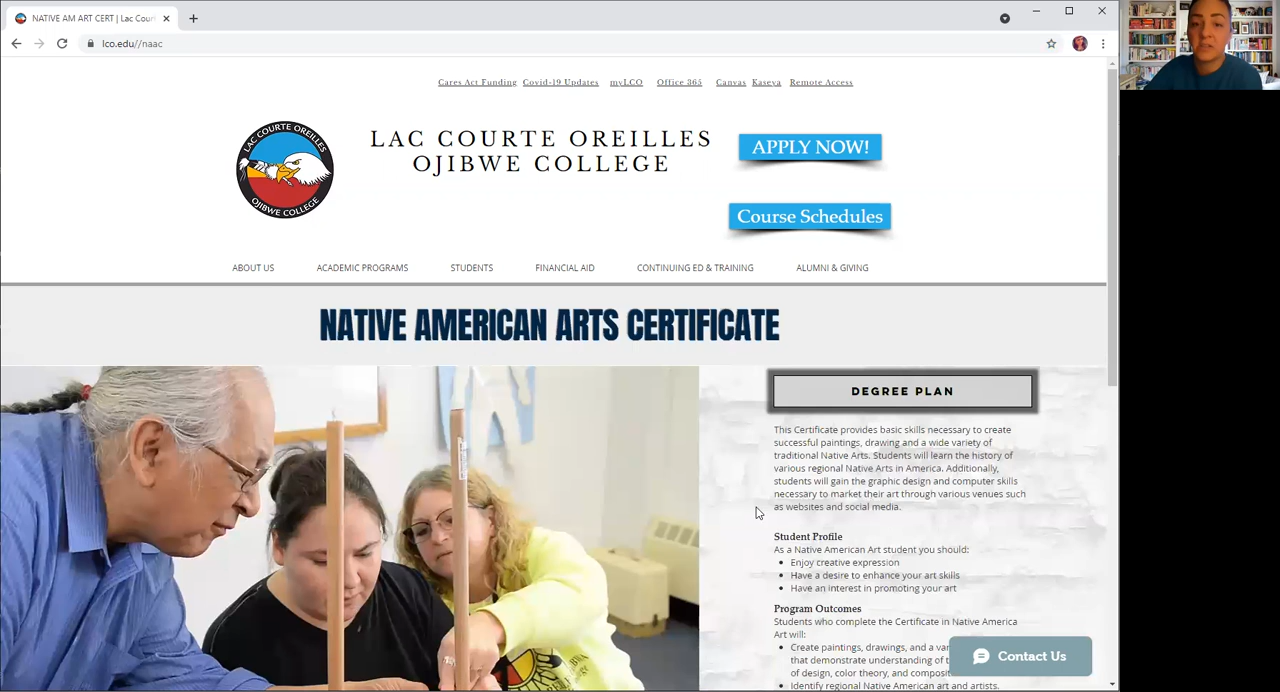 NATIVE AM ART CERT | Lac Cour
lco.edu//naac
Cares Act Funding Covid-19 Updates myLCO Office 365 Canvas Kaseya Remote Access
LAC COURTE OREILLES
OJIBWE COLLEGE
LAC COURTE OREILLES
OJIBWE COLLEGE
APPLY NOW!
Course Schedules
ABOUT US ACADEMIC PROGRAMS STUDENTS FINANCIAL AID CONTINUING ED & TRAINING ALUMNI & GIVING
NATIVE AMERICAN ARTS CERTIFICATE
DEGREE PLAN
This Certificate provides basic skills necessary to create
successful paintings, drawing and a wide variety of
traditional Native Arts. Students will learn the history of
various regional Native Arts in America. Additionally,
students will gain the graphic design and computer skills
necessary to market their art through various venues such
as websites and social media.
Student Profile
As a Native American Art student you should:
• Enjoy creative expression
• Have a desire to enhance your art skills
• Have an interest in promoting your art
Program Outcomes
Students who complete the Certificate in Native America
Art will:
• Create paintings, drawings, and a va
that demonstrate understanding of t
of design, color theory, and composit
• Identify regional Native American art and artists.
Contact Us